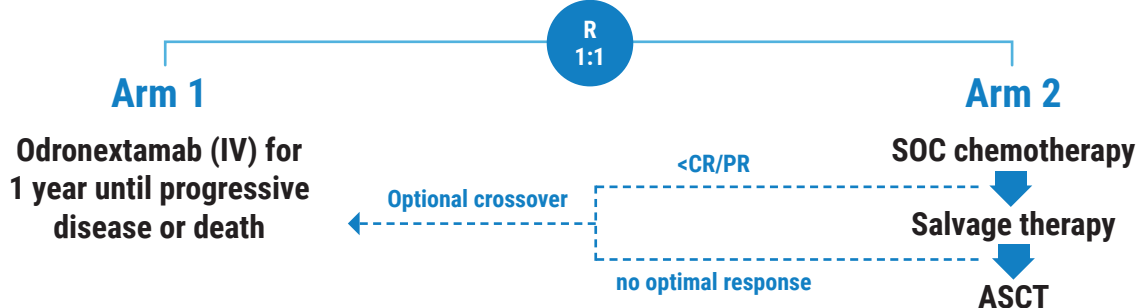 R
1:1
Arm 1
Odronextamab (IV) for
1 year until progressive
disease or death
Arm 2
SOC chemotherapy
<CR/PR
Optional crossover
Salvage therapy
no optimal response
ASCT